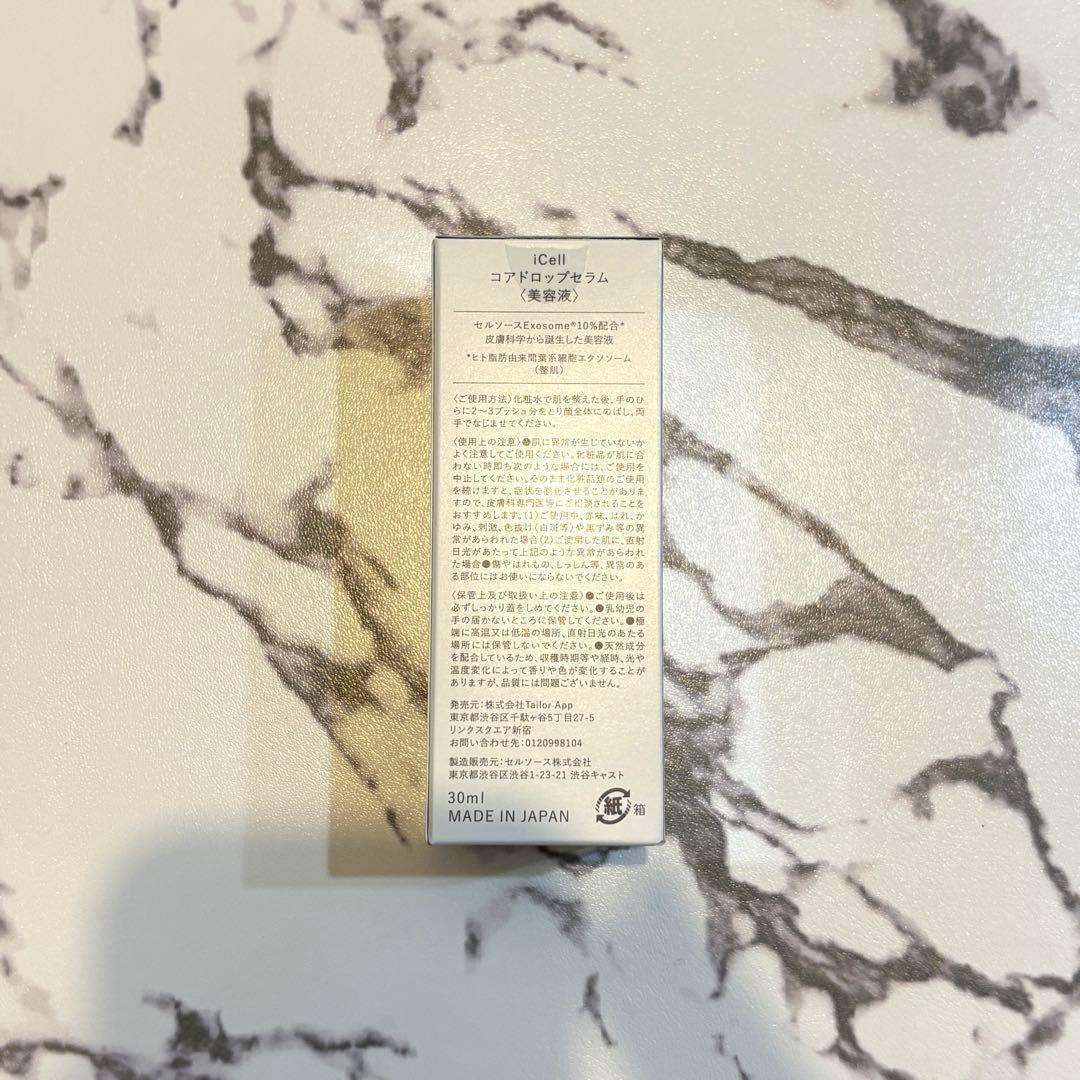 iCell
コアドロップセラム
〈美容液〉
セルソースExosome®10%配合*
皮膚科学から誕生した美容液
*ヒト脂肪由来間葉系細胞エクソソーム
（整肌）
〈ご使用方法〉化粧水で肌を整えた後、手のひ
らに2〜3プッシュ分をとり顔全体にのばし、両
手でなじませてください。
〈使用上の注意〉●肌に異常が生じていないか
よく注意してご使用ください。化粧品が肌に合
わない時即ち次のような場合には、ご使用を
中止してください。そのまま化粧品類のご使用
を続けますと、症状を悪化させることがありま
すので、皮膚科専門医等にご相談されることを
おすすめします。(1)ご使用中、赤味、はれ、か
ゆみ、刺激、色抜け(白斑等)や黒ずみ等の異
常があらわれた場合(2)ご使用した肌に、直射
日光があたって上記のような異常があらわれ
た場合●傷やはれもの、しっしん等、異常のあ
る部位にはお使いにならないでください。
〈保管上及び取扱い上の注意〉●ご使用後は
必ずしっかり蓋をしめてください。●乳幼児の
手の届かないところに保管してください。●極
端に高温又は低温の場所、直射日光のあたる
場所には保管しないでください。●天然成分
を配合しているため、収穫時期等や経時、光や
温度変化によって香りや色が変化することが
ありますが、品質には問題ございません。
発売元：株式会社Tailor App
東京都渋谷区千駄ヶ谷5丁目27-5
リンクスクエア新宿
お問い合わせ先：0120998104
製造販売元：セルソース株式会社
東京都渋谷区渋谷1-23-21 渋谷キャスト
30ml
MADE IN JAPAN
紙 箱